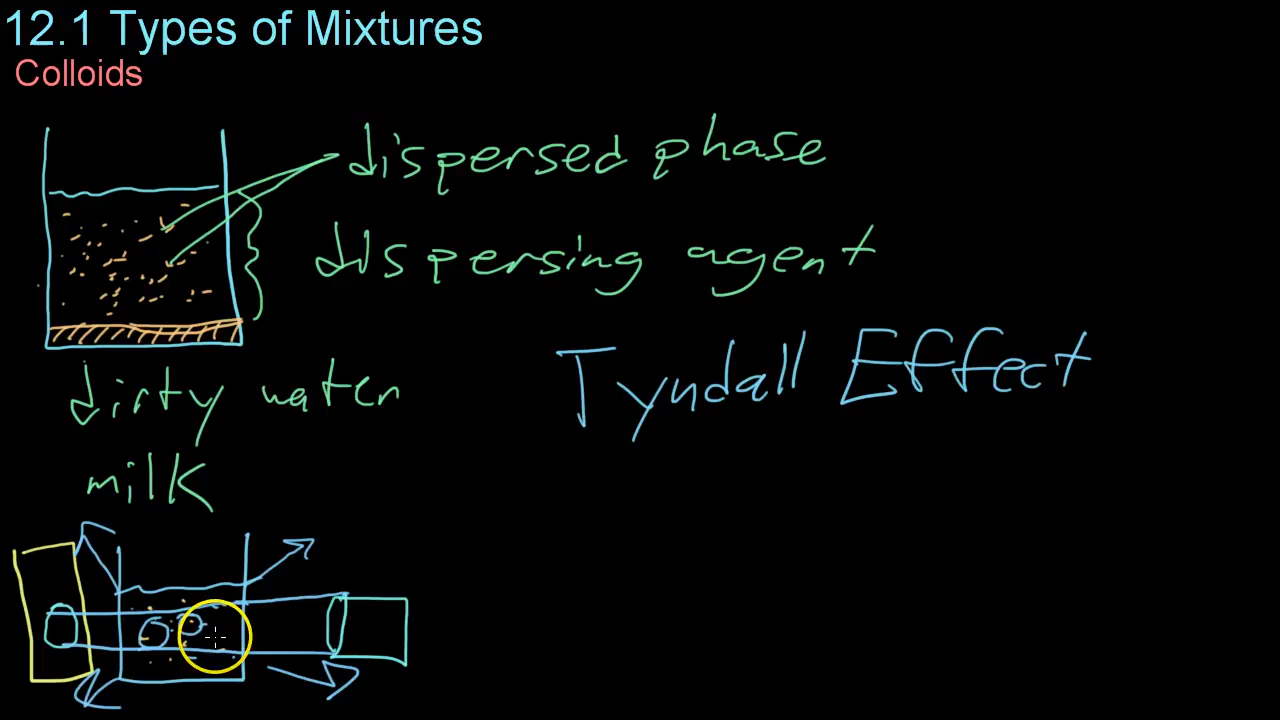 12.1 Types of Mixtures
Colloids
dispersed phase
dispersing agent
Tyndall Effect
dirty water
milk